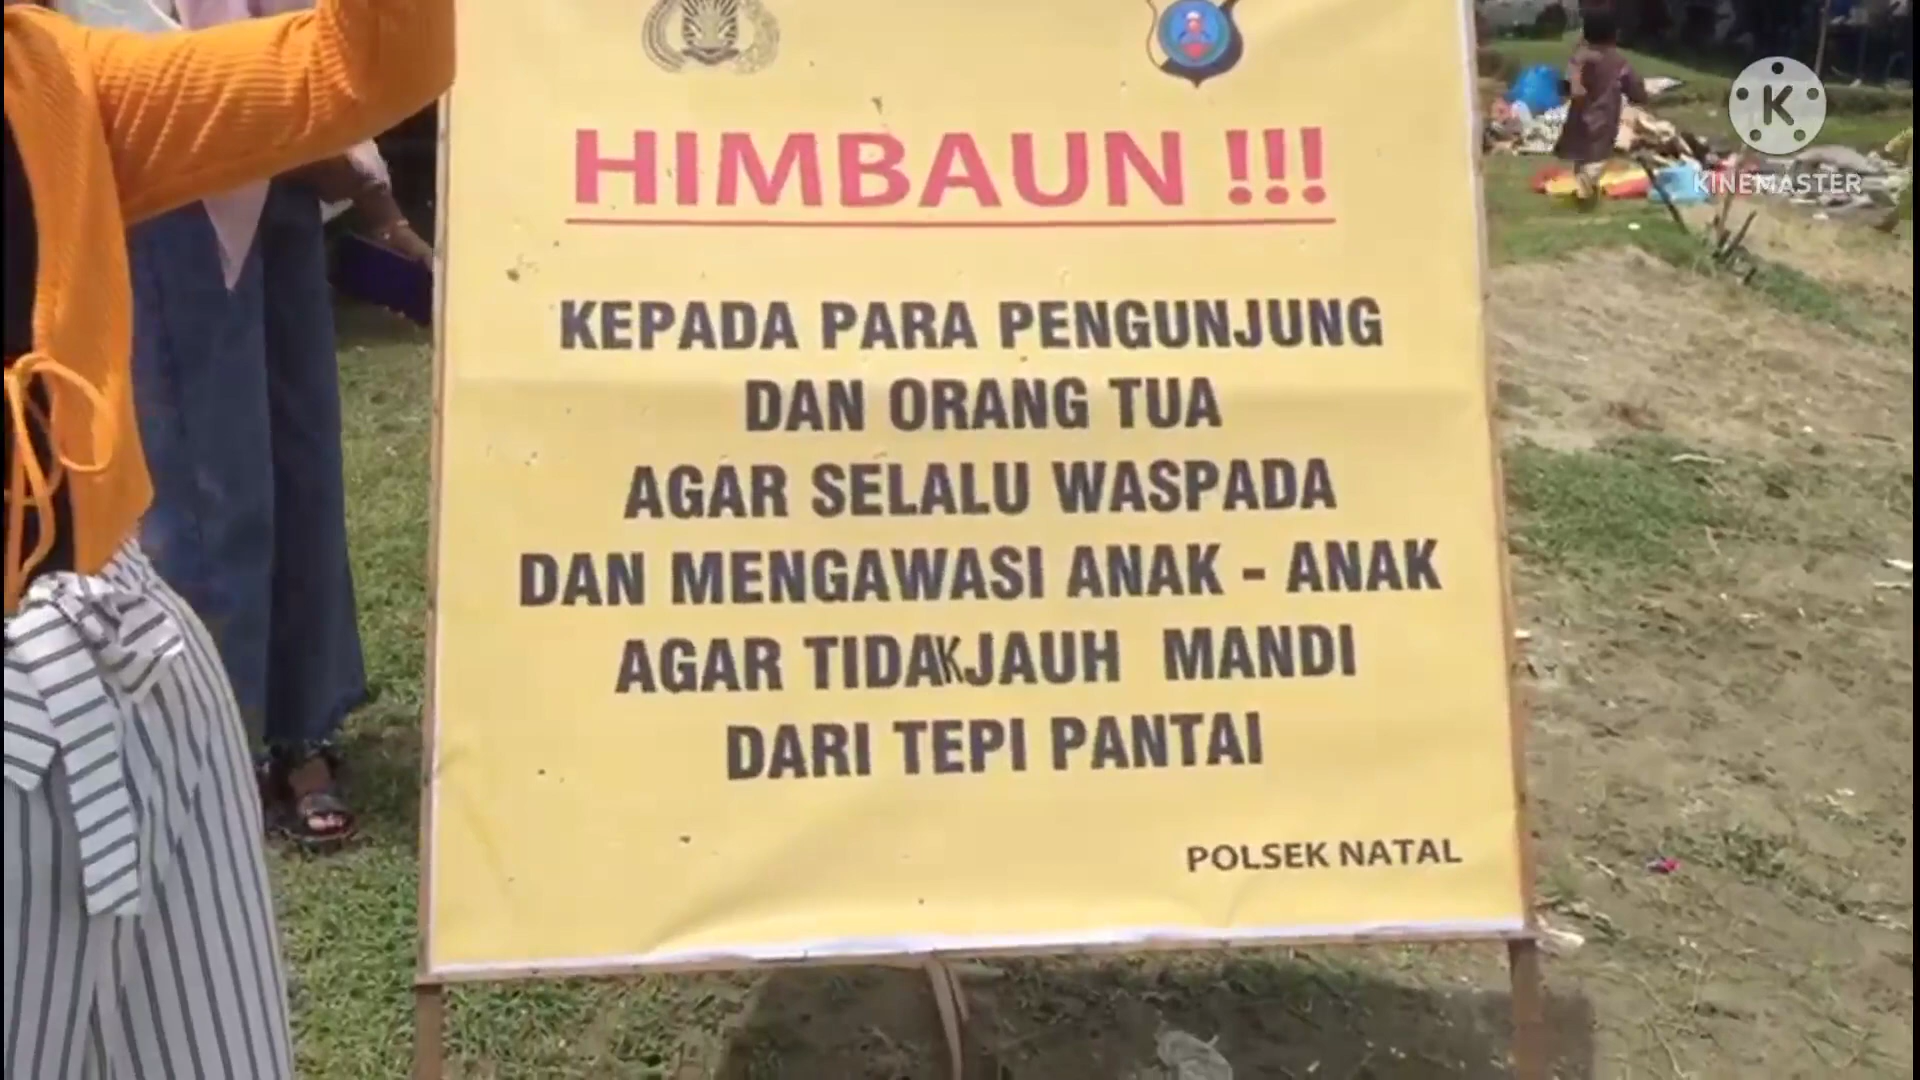 HIMBAUN !!!
KEPADA PARA PENGUNJUNG
DAN ORANG TUA
AGAR SELALU WASPADA
DAN MENGAWASI ANAK - ANAK
AGAR TIDAK JAUH MANDI
DARI TEPI PANTAI
POLSEK NATAL
K
KINEMASTER